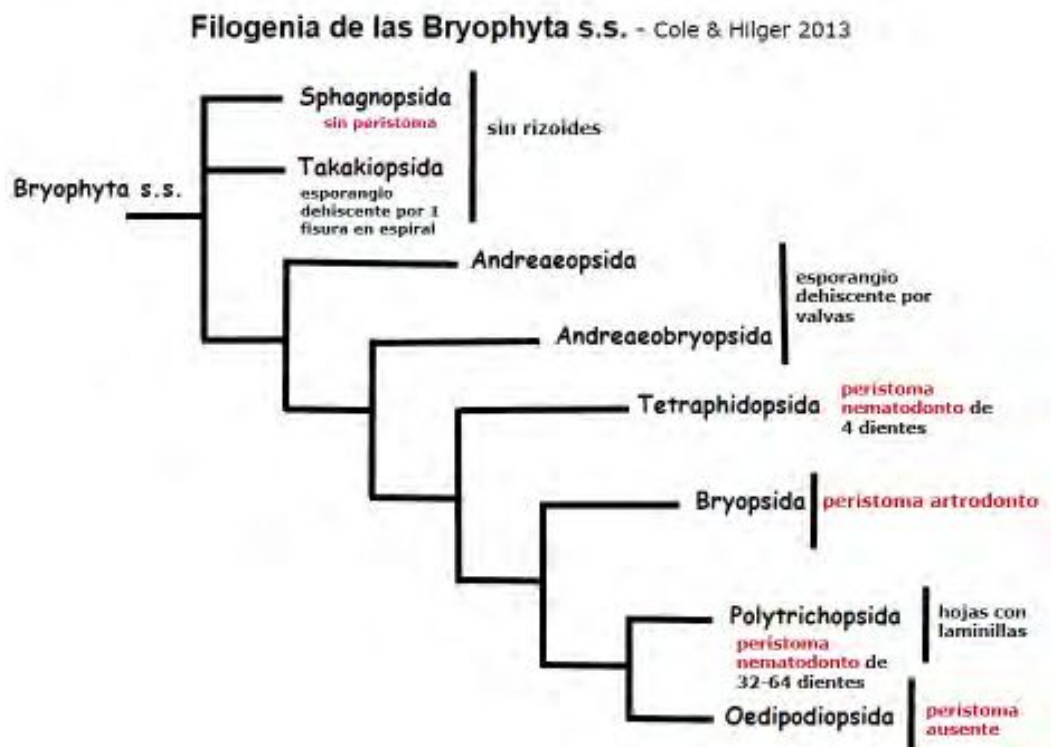 Filogenia de las Bryophyta s.s. - Cole & Hilger 2013
Sphagnopsida
sin peristoma
sin rizoides
Takakiopsida
esporangio
dehiscente por 1
fisura en espiral
Bryophyta s.s.
Andreaeopsida
esporangio
dehiscente por
valvas
Andreaeobryopsida
Tetraphidopsida
peristoma
nematodonto de
4 dientes
Bryopsida
peristoma artrodonto
Polytrichopsida
peristoma
nematodonto de
32-64 dientes
hojas con
laminillas
Oedipodiopsida
peristoma
ausente